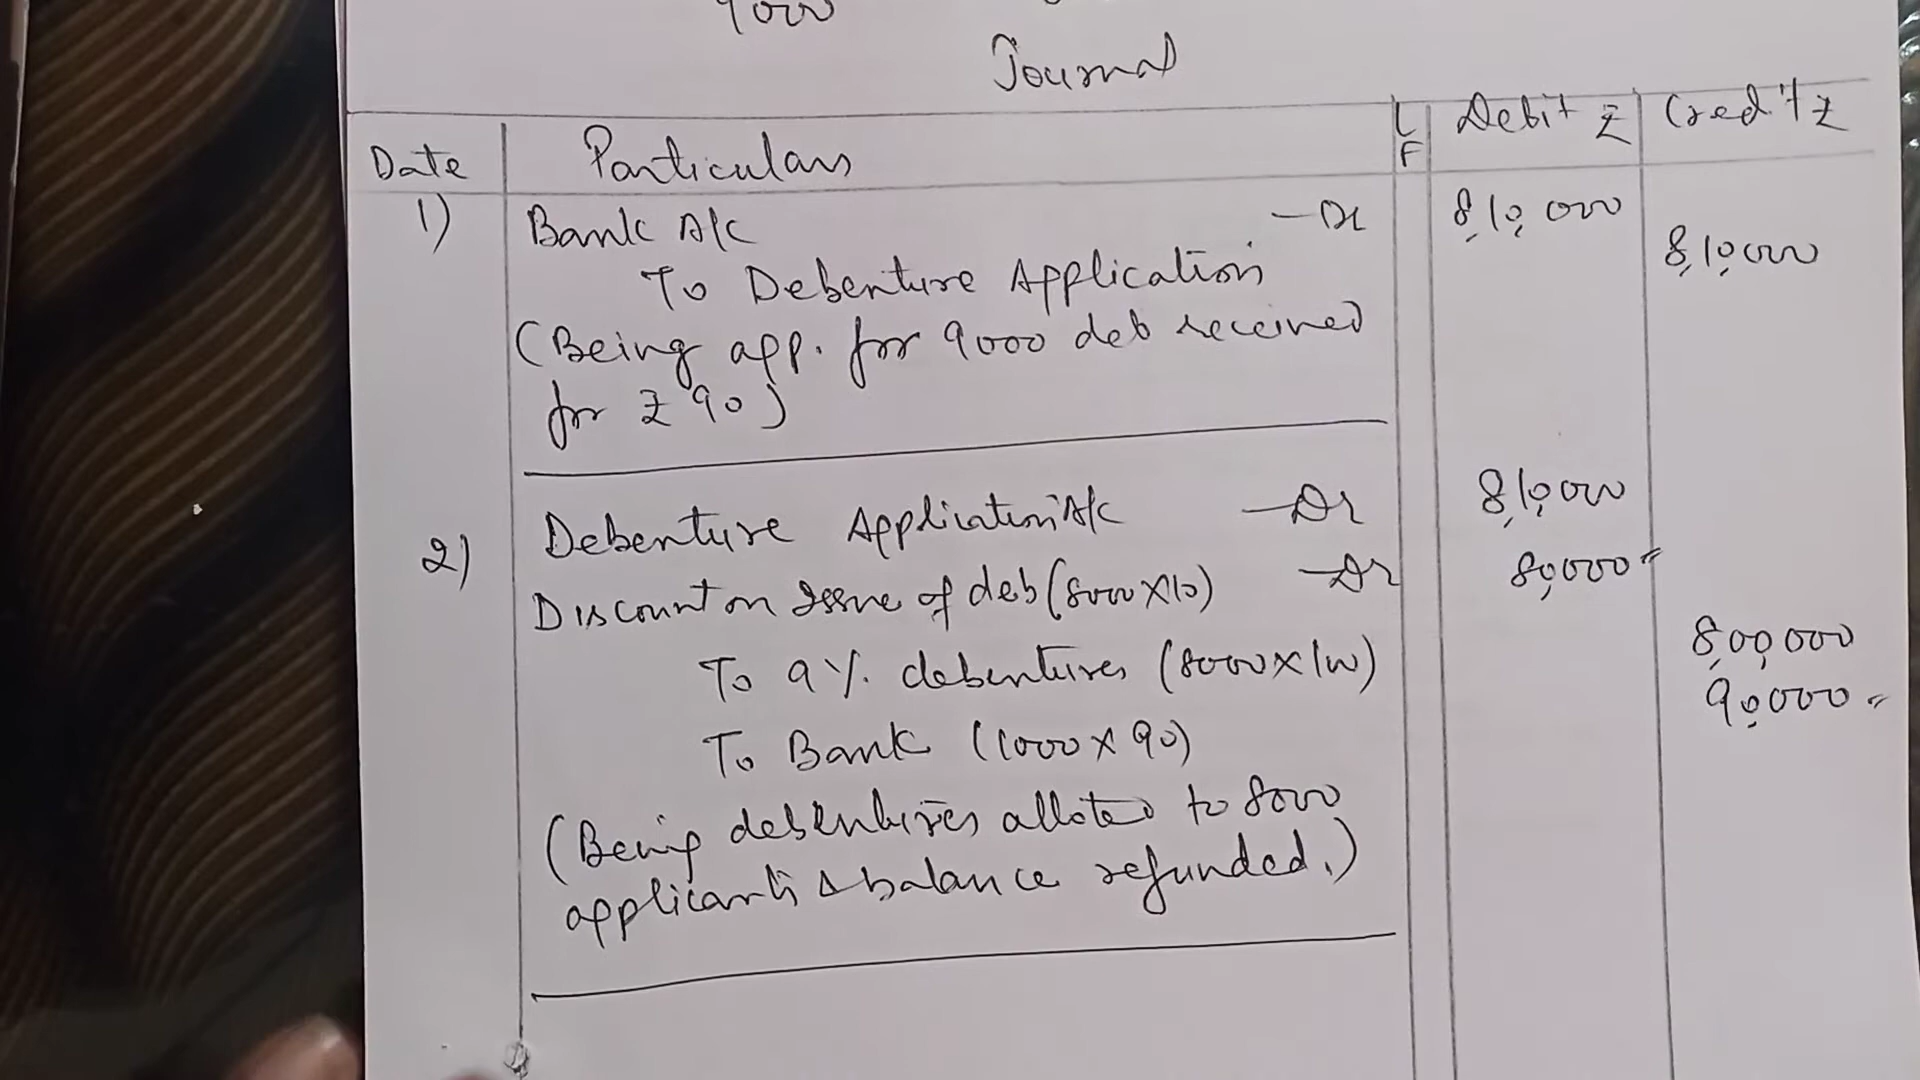 9000
Journal
Date Particulars LF Debit ₹ Credit ₹
1) Bank A/c —Dr 8,10,000
To Debenture Application 8,10,000
(Being app. for 9000 deb received
for ₹ 90)
2) Debenture Application A/c —Dr 8,10,000
Discount on Issue of deb (8000×10) —Dr 80,000
To 9% debentures (8000×100) 8,00,000
To Bank (1000×90) 90,000
(Being debentures alloted to 8000
applicants & balance refunded.)